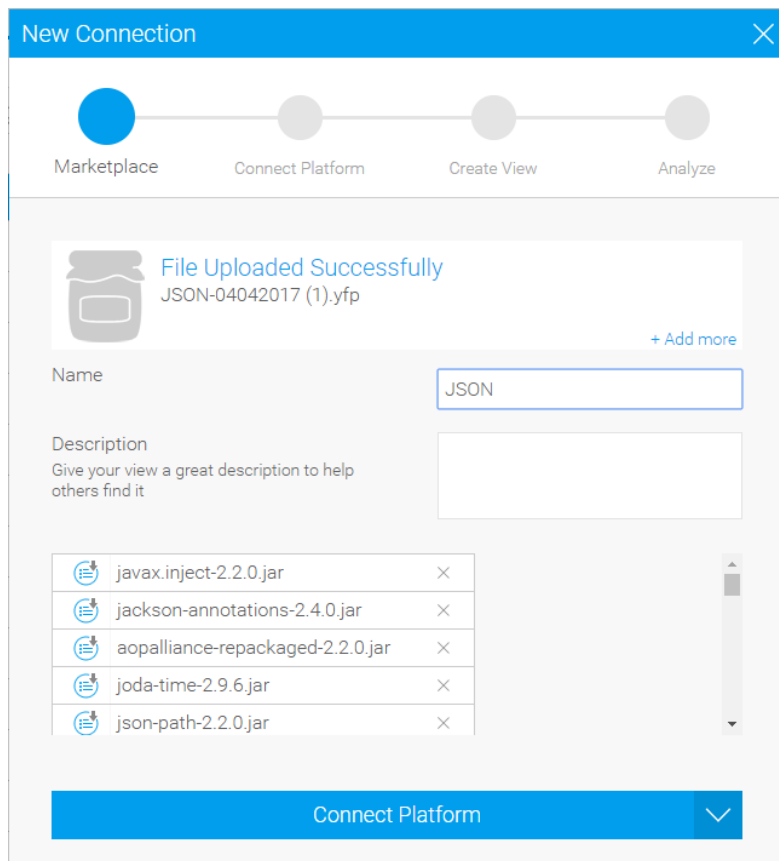 New Connection
Marketplace
Connect Platform
Create View
Analyze
File Uploaded Successfully
JSON-04042017 (1).yfp
+ Add more
Name
JSON
Description
Give your view a great description to help
others find it
javax.inject-2.2.0.jar
jackson-annotations-2.4.0.jar
aopalliance-repackaged-2.2.0.jar
joda-time-2.9.6.jar
json-path-2.2.0.jar
Connect Platform